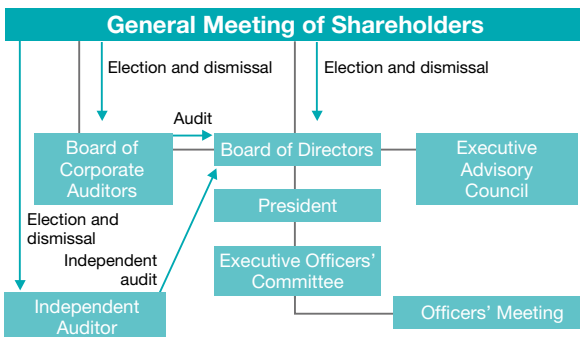 General Meeting of Shareholders
Election and dismissal
Election and dismissal
Audit
Board of
Corporate
Auditors
Board of Directors
Executive
Advisory
Council
President
Election and
dismissal
Independent
audit
Executive Officers'
Committee
Independent
Auditor
Officers' Meeting